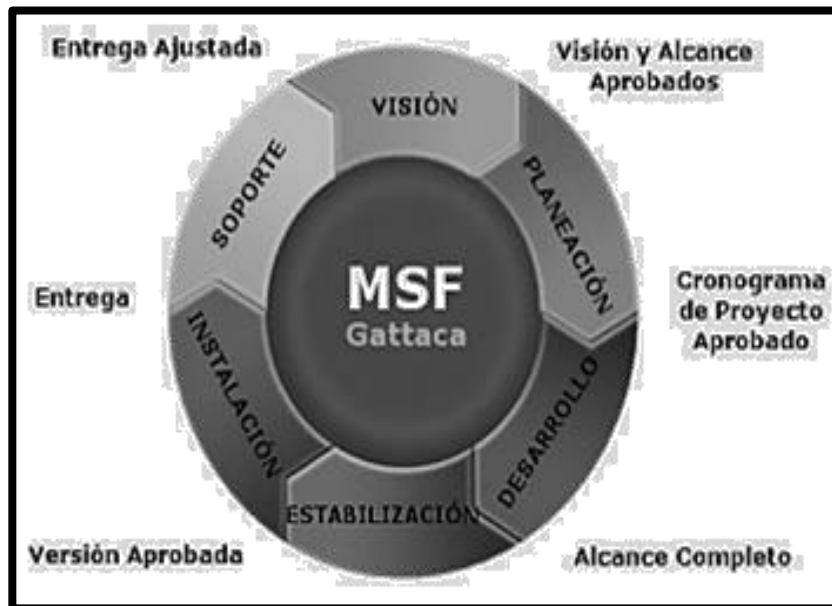 Entrega Ajustada
Visión y Alcance
Aprobados
VISIÓN
SOPORTE
PLANEACIÓN
MSF
Gattaca
Entrega
Cronograma
de Proyecto
Aprobado
INSTALACIÓN
DESARROLLO
ESTABILIZACIÓN
Versión Aprobada
Alcance Completo